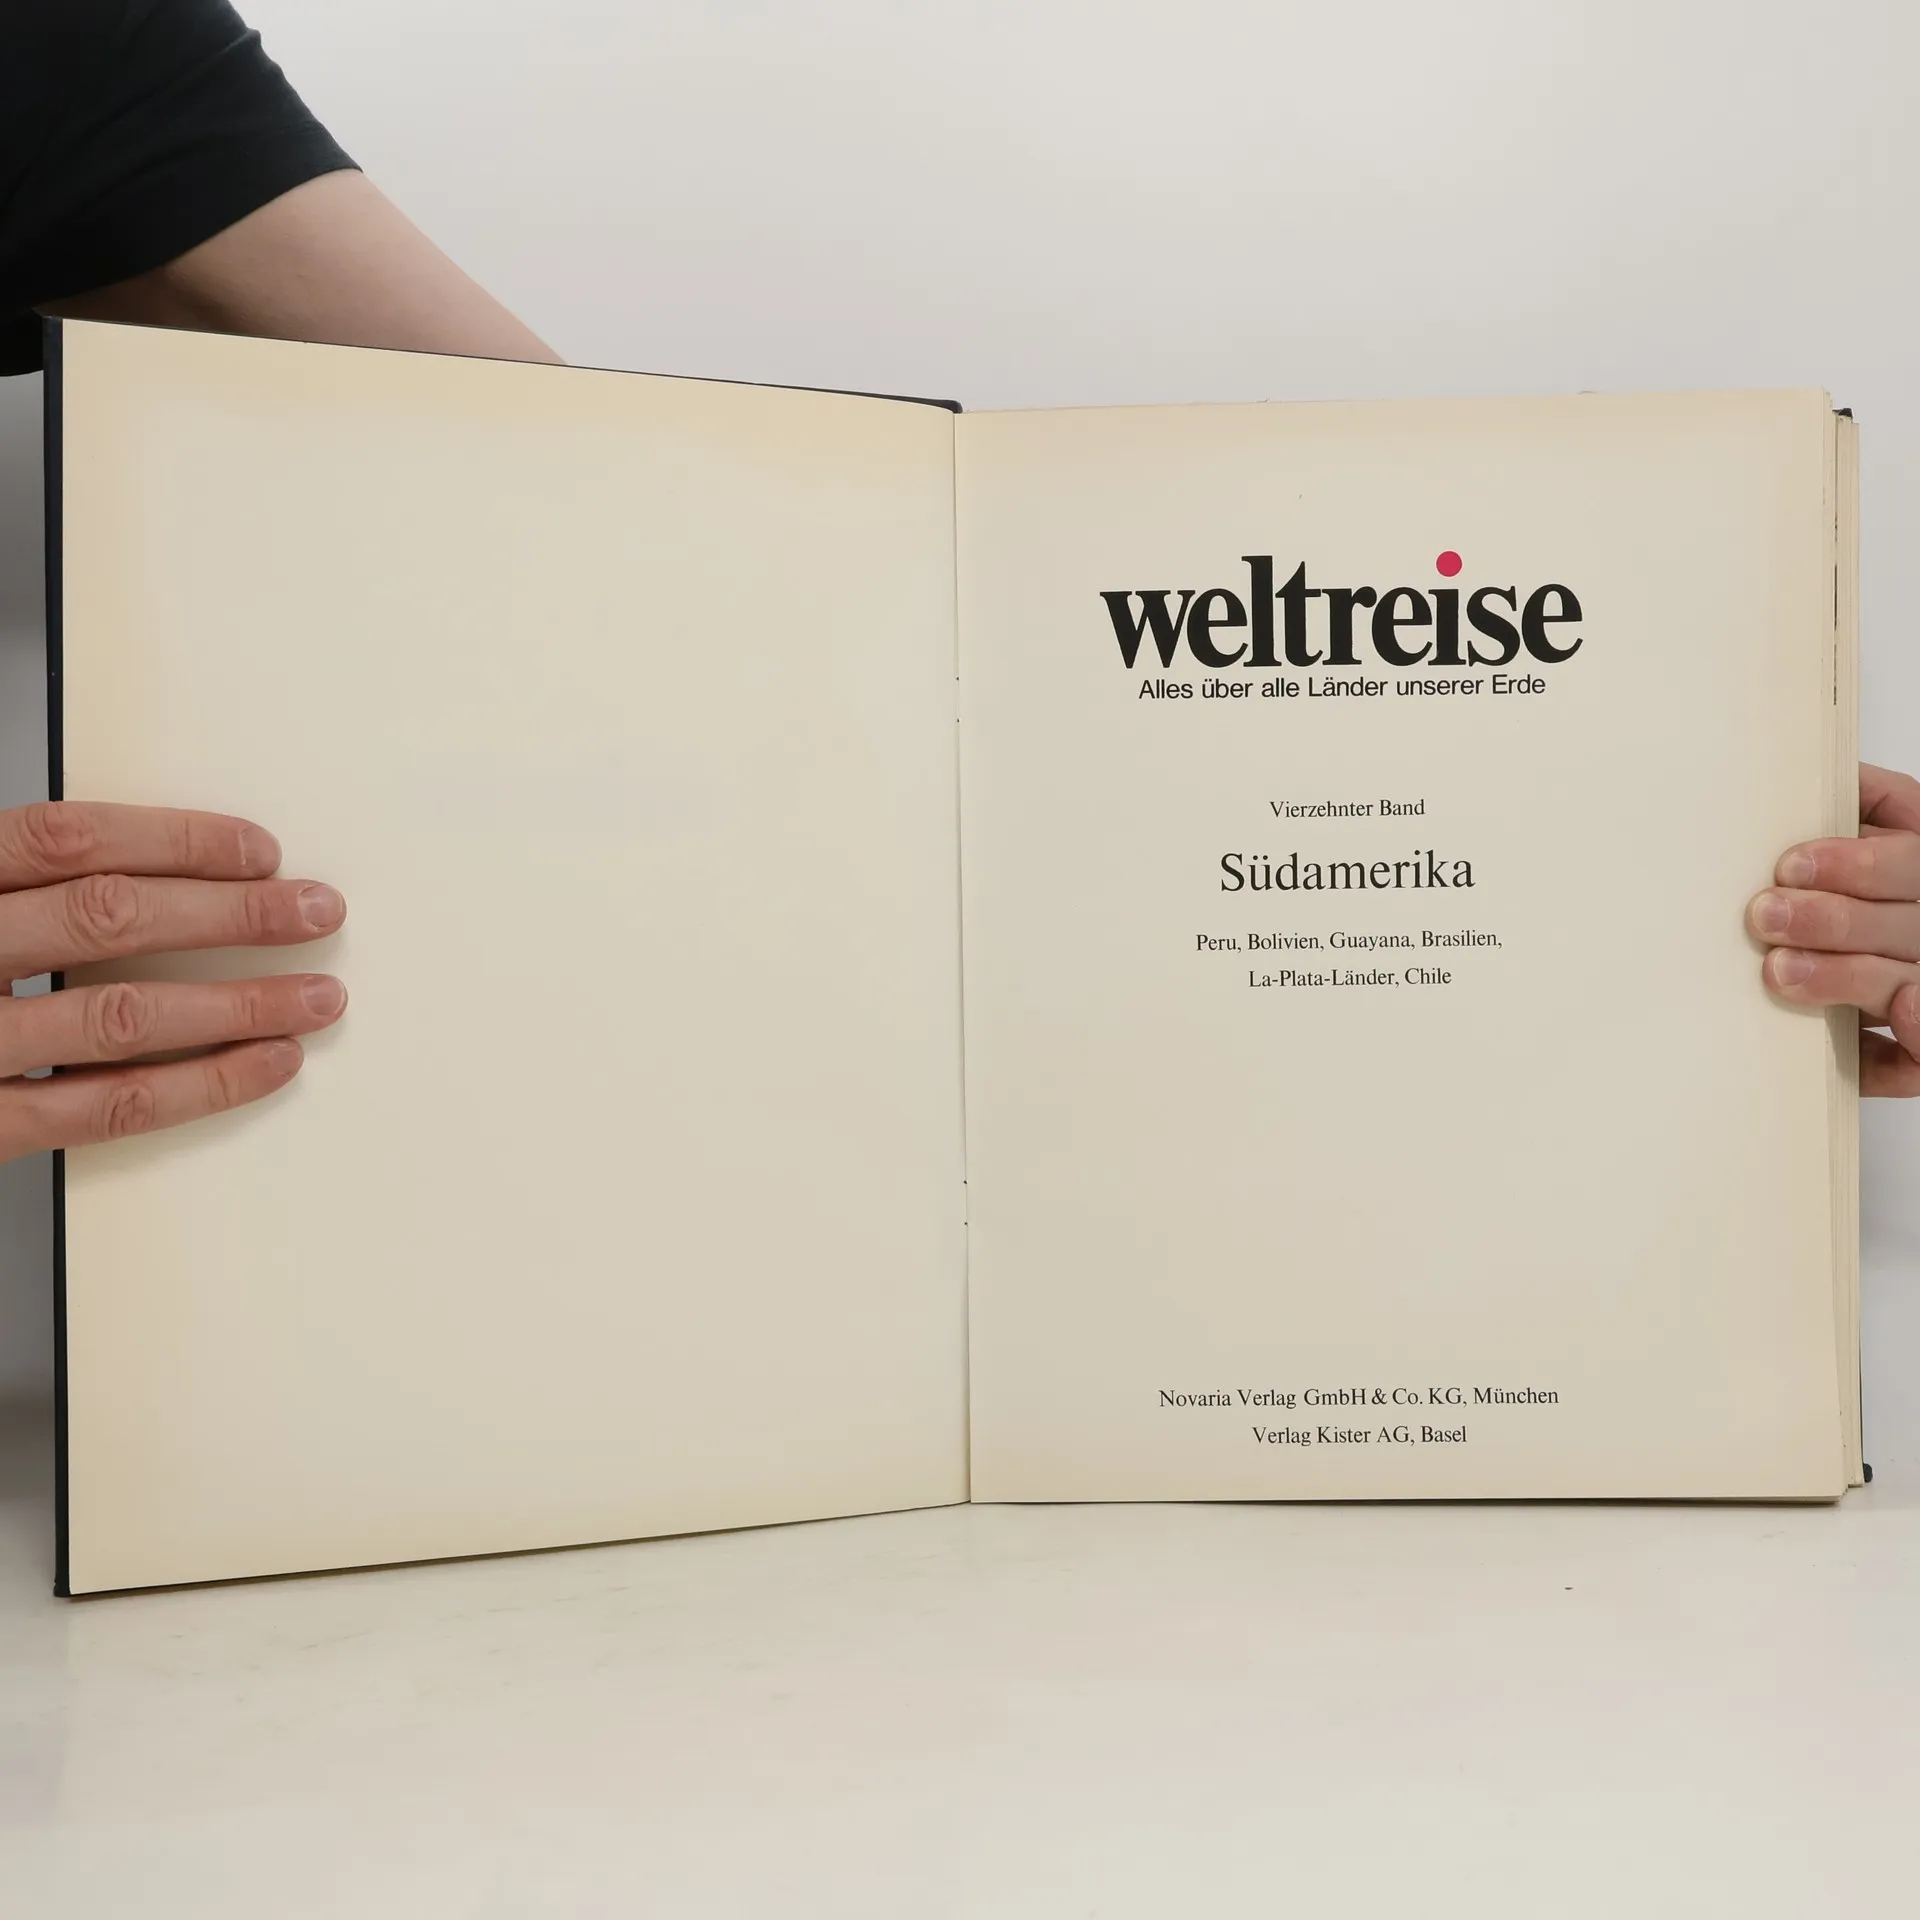 weltreise
Alles über alle Länder unserer Erde
Vierzehnter Band
Südamerika
Peru, Bolivien, Guayana, Brasilien,
La-Plata-Länder, Chile
Novaria Verlag GmbH & Co. KG, München
Verlag Kister AG, Basel